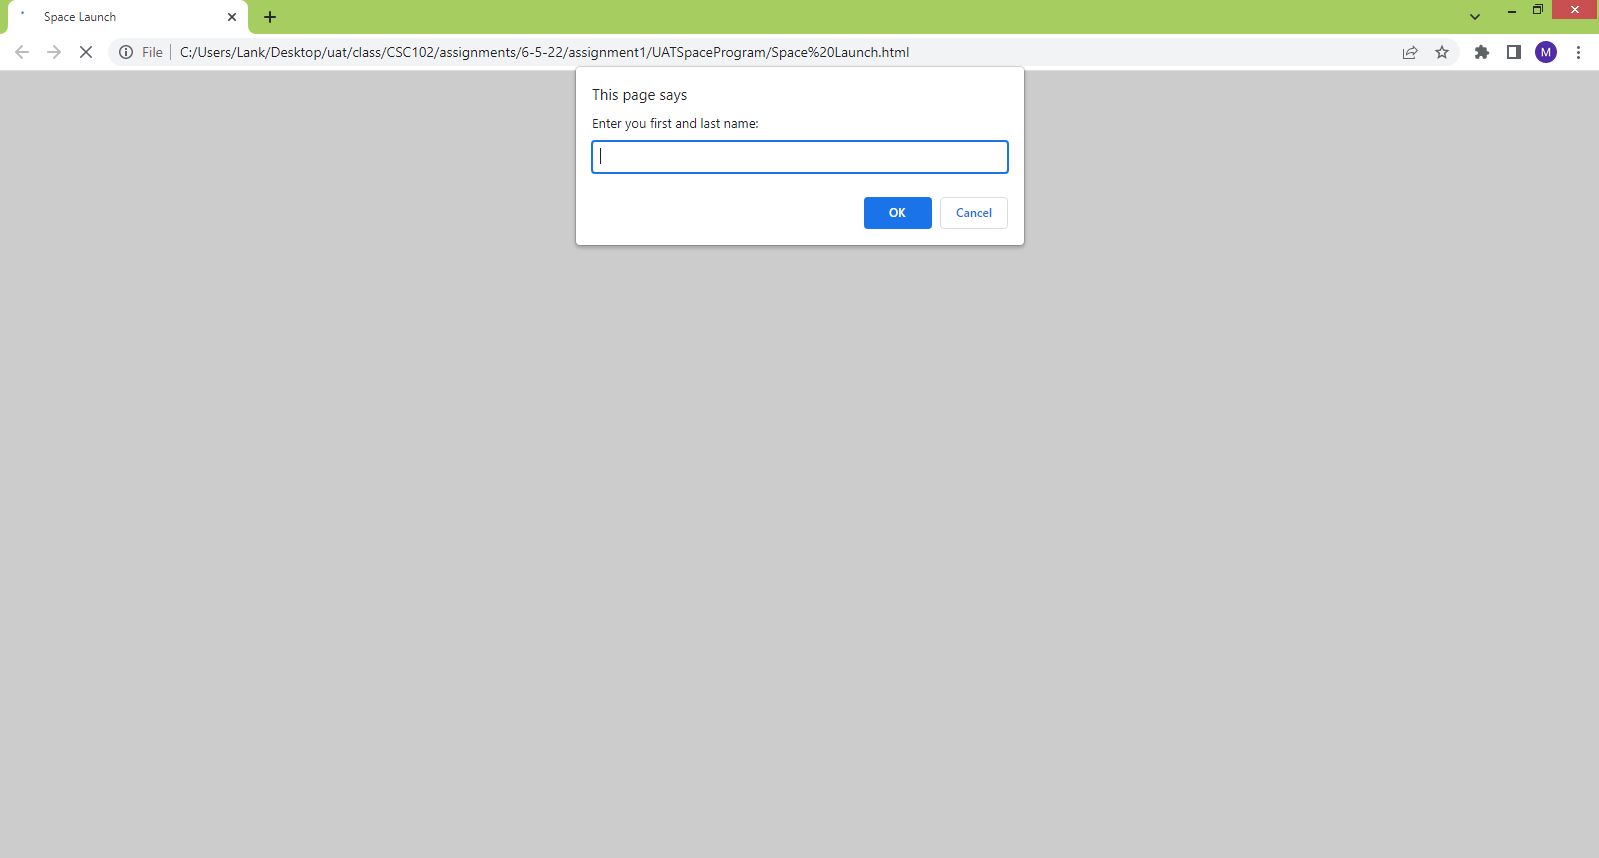 Space Launch
File C:/Users/Lank/Desktop/uat/class/CSC102/assignments/6-5-22/assignment1/UATSpaceProgram/Space%20Launch.html
M
This page says
Enter you first and last name:
OK Cancel